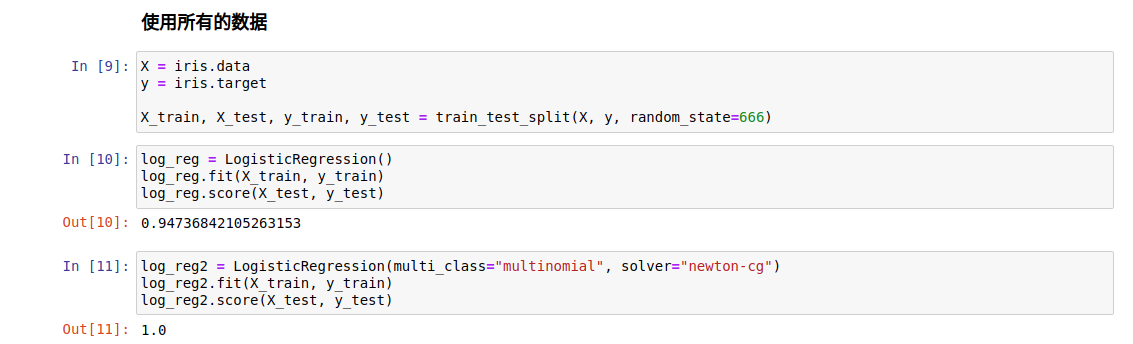 使用所有的数据
In [9]:
X = iris.data
y = iris.target
X_train, X_test, y_train, y_test = train_test_split(X, y, random_state=666)
In [10]:
log_reg = LogisticRegression()
log_reg.fit(X_train, y_train)
log_reg.score(X_test, y_test)
Out[10]: 0.94736842105263153
In [11]:
log_reg2 = LogisticRegression(multi_class="multinomial", solver="newton-cg")
log_reg2.fit(X_train, y_train)
log_reg2.score(X_test, y_test)
Out[11]: 1.0